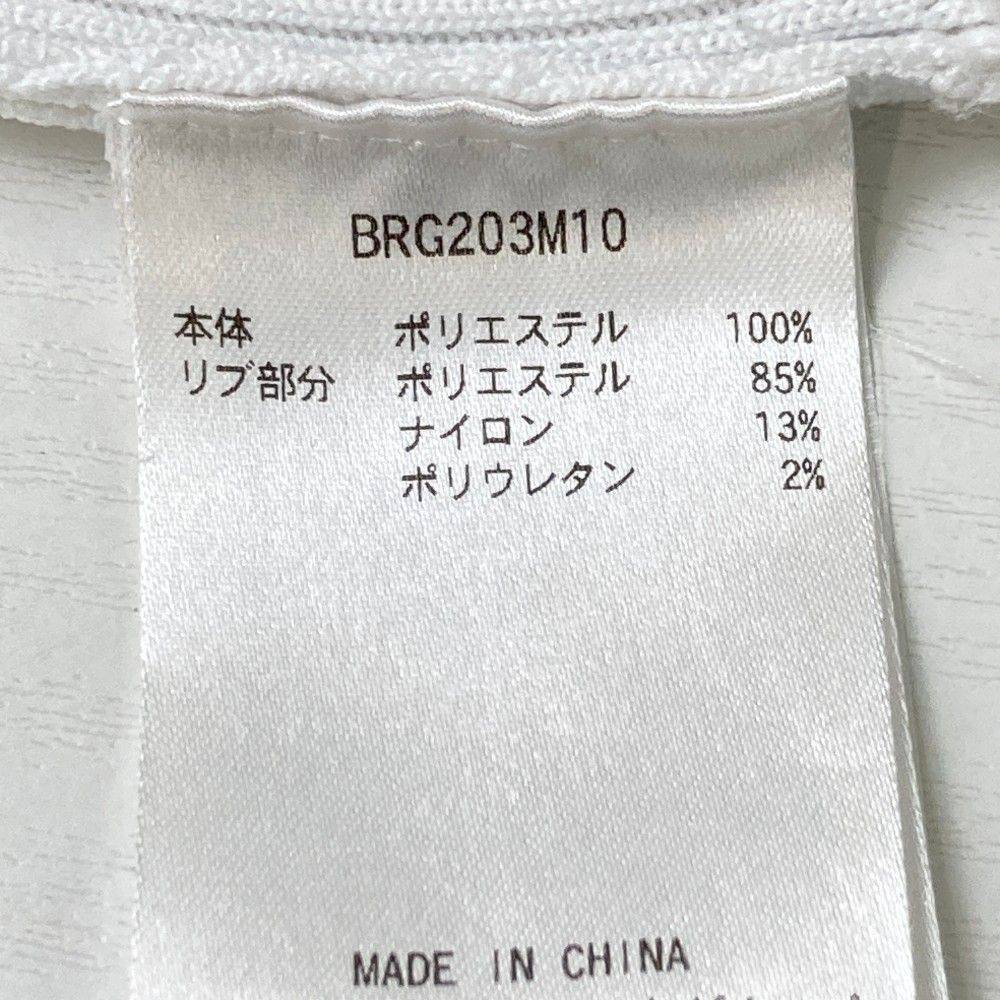 BRG203M10
本体 ポリエステル 100%
リブ部分 ポリエステル 85%
ナイロン 13%
ポリウレタン 2%
MADE IN CHINA